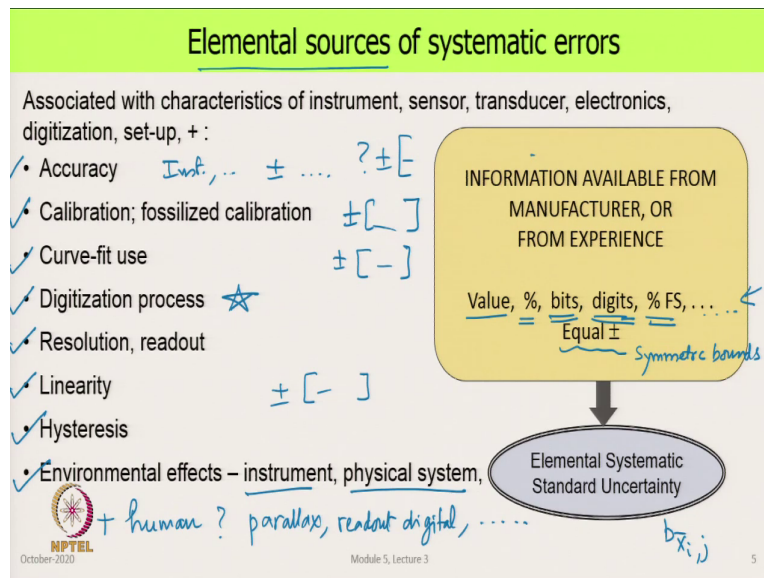 Elemental sources of systematic errors
Associated with characteristics of instrument, sensor, transducer, electronics,
digitization, set-up, + :
• Accuracy Inst., .. ± .... ? ± [
• Calibration; fossilized calibration ± [ _ ]
• Curve-fit use ± [ - ]
• Digitization process
• Resolution, readout
• Linearity ± [ - ]
• Hysteresis
• Environmental effects – instrument, physical system,
+ human ? parallax, readout digital, .....
INFORMATION AVAILABLE FROM
MANUFACTURER, OR
FROM EXPERIENCE
Value, %, bits, digits, % FS, .....
Equal ±
Symmetric bounds
Elemental Systematic
Standard Uncertainty
b x̄ i, j
NPTEL
October-2020 Module 5, Lecture 3 5